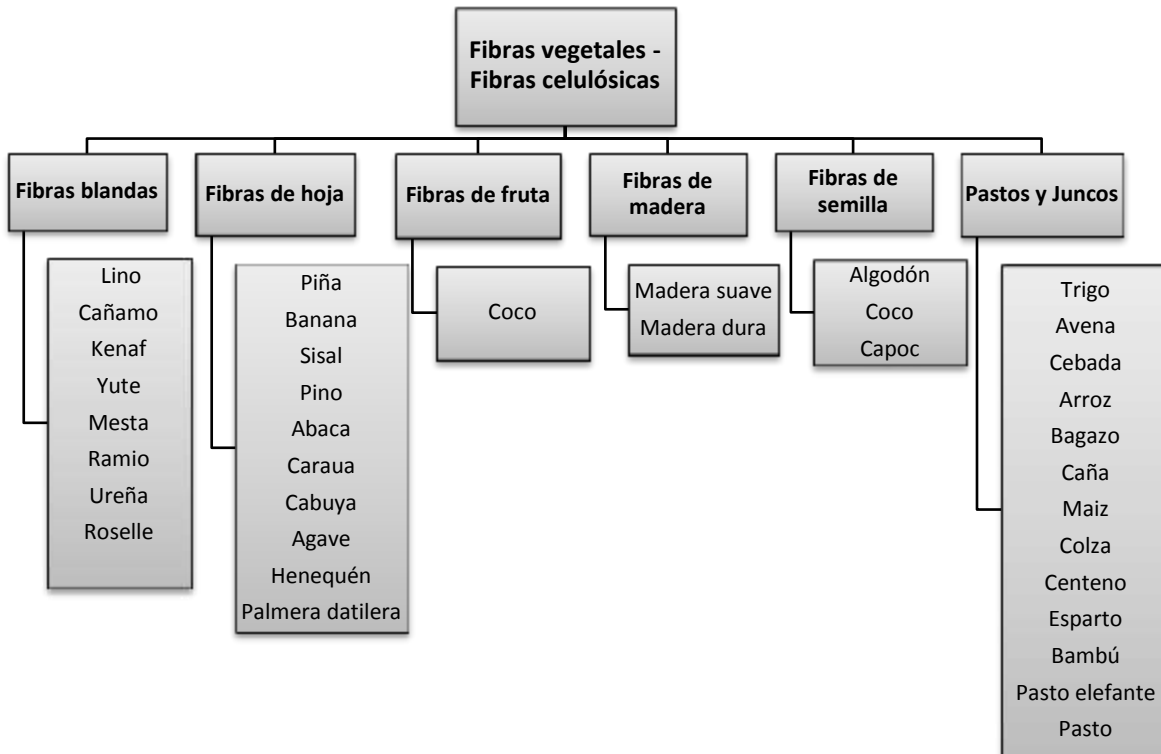 Fibras vegetales -
Fibras celulósicas
Fibras blandas
Lino
Cañamo
Kenaf
Yute
Mesta
Ramio
Ureña
Roselle
Fibras de hoja
Piña
Banana
Sisal
Pino
Abaca
Caraua
Cabuya
Agave
Henequén
Palmera datilera
Fibras de fruta
Coco
Fibras de
madera
Madera suave
Madera dura
Fibras de
semilla
Algodón
Coco
Capoc
Pastos y Juncos
Trigo
Avena
Cebada
Arroz
Bagazo
Caña
Maiz
Colza
Centeno
Esparto
Bambú
Pasto elefante
Pasto